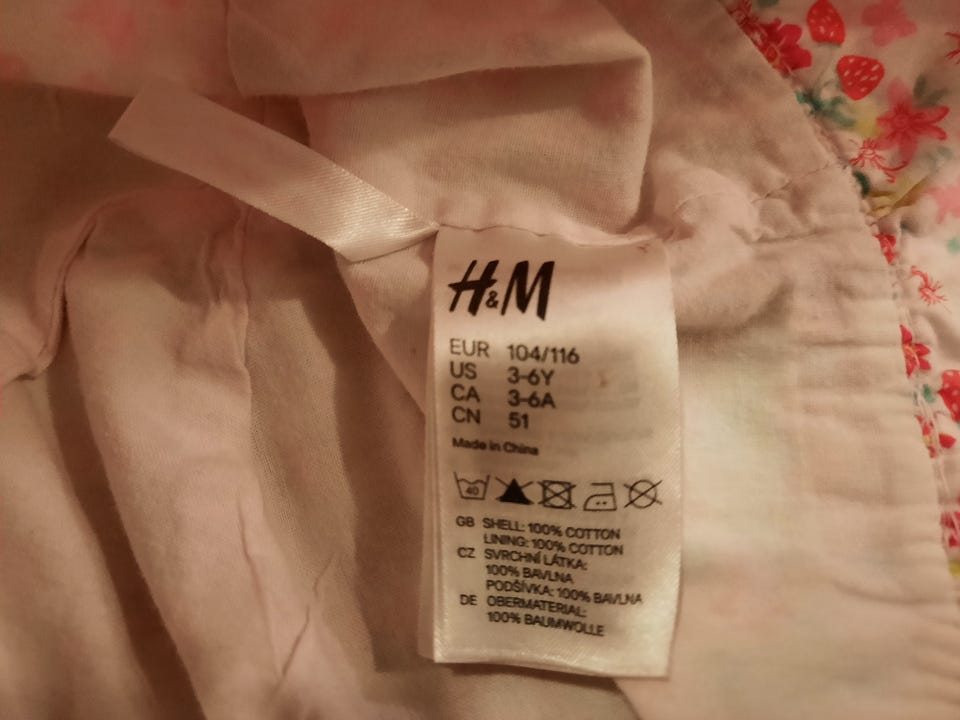 H&M
EUR 104/116
US 3-6Y
CA 3-6A
CN 51
Made in China
40
GB SHELL: 100% COTTON
LINING: 100% COTTON
CZ SVRCHNÍ LÁTKA:
100% BAVLNA
PODŠÍVKA: 100% BAVLNA
DE OBERMATERIAL:
100% BAUMWOLLE